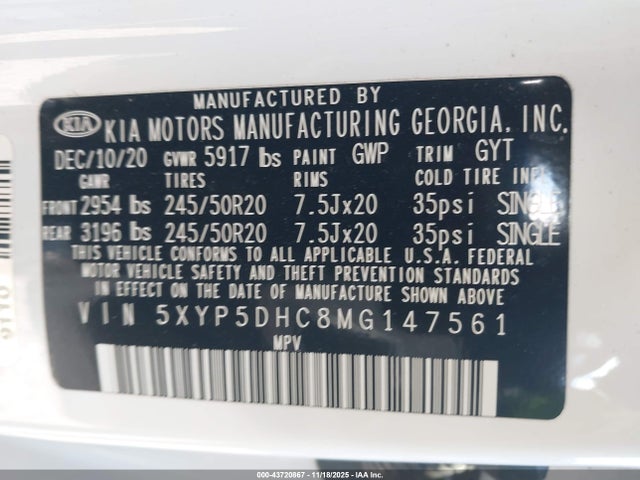 MANUFACTURED BY
KIA KIA MOTORS MANUFACTURING GEORGIA, INC.
DEC/10/20 GVWR 5917 lbs PAINT GWP TRIM GYT
GAWR TIRES RIMS COLD TIRE INF
FRONT 2954 lbs 245/50R20 7.5Jx20 35psi SINGLE
REAR 3196 lbs 245/50R20 7.5Jx20 35psi SINGLE
THIS VEHICLE CONFORMS TO ALL APPLICABLE U.S.A. FEDERAL
MOTOR VEHICLE SAFETY AND THEFT PREVENTION STANDARDS
IN EFFECT ON THE DATE OF MANUFACTURE SHOWN ABOVE
VIN 5XYP5DHC8MG147561
MPV
000-43720867 - 11/18/2025 - IAA, Inc.